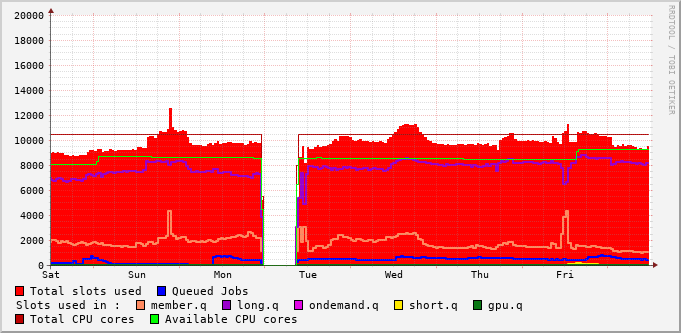 RRDTOOL / TOBI OETIKER
20000
18000
16000
14000
12000
10000
8000
6000
4000
2000
0
Sat Sun Mon Tue Wed Thu Fri
Total slots used Queued Jobs
Slots used in : member.q long.q ondemand.q short.q gpu.q
Total CPU cores Available CPU cores